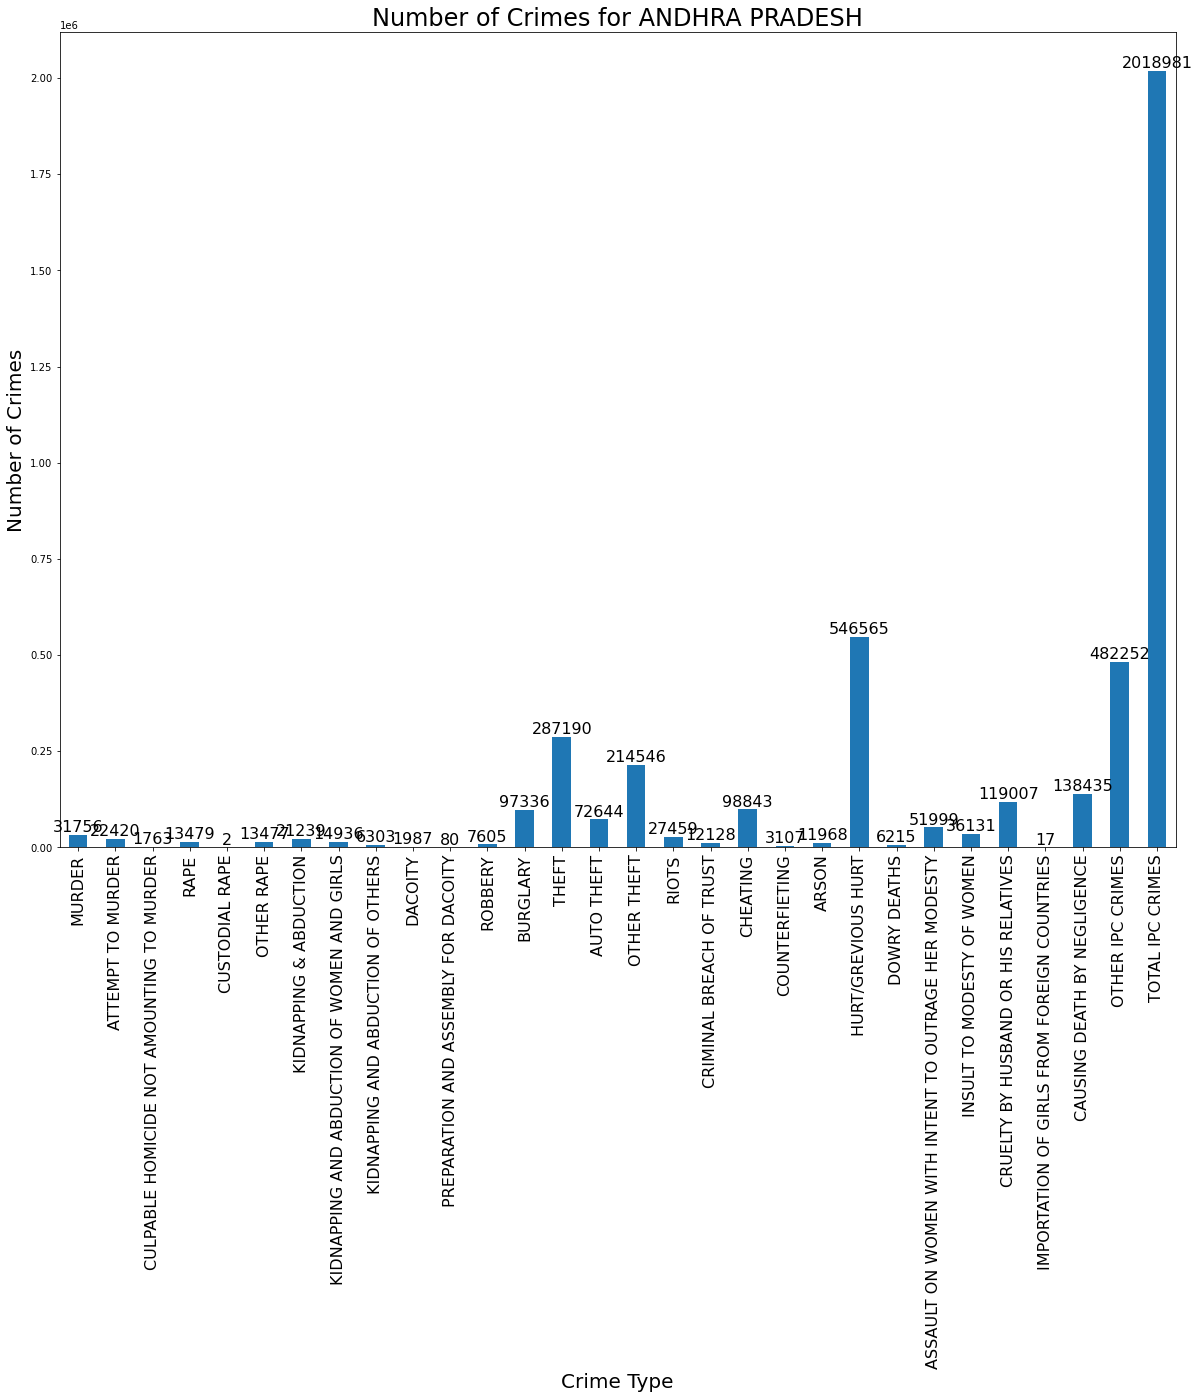 Number of Crimes for ANDHRA PRADESH
1e6
2.00
1.75
1.50
1.25
1.00
0.75
0.50
0.25
0.00
Number of Crimes
31756
22420
1763
13479
2
13477
21239
14936
6303
1987
80
7605
97336
287190
72644
214546
27459
12128
98843
3107
11968
546565
6215
51999
36131
119007
17
138435
482252
2018981
MURDER
ATTEMPT TO MURDER
CULPABLE HOMICIDE NOT AMOUNTING TO MURDER
RAPE
CUSTODIAL RAPE
OTHER RAPE
KIDNAPPING & ABDUCTION
KIDNAPPING AND ABDUCTION OF WOMEN AND GIRLS
KIDNAPPING AND ABDUCTION OF OTHERS
DACOITY
PREPARATION AND ASSEMBLY FOR DACOITY
ROBBERY
BURGLARY
THEFT
AUTO THEFT
OTHER THEFT
RIOTS
CRIMINAL BREACH OF TRUST
CHEATING
COUNTERFIETING
ARSON
HURT/GREVIOUS HURT
DOWRY DEATHS
ASSAULT ON WOMEN WITH INTENT TO OUTRAGE HER MODESTY
INSULT TO MODESTY OF WOMEN
CRUELTY BY HUSBAND OR HIS RELATIVES
IMPORTATION OF GIRLS FROM FOREIGN COUNTRIES
CAUSING DEATH BY NEGLIGENCE
OTHER IPC CRIMES
TOTAL IPC CRIMES
Crime Type